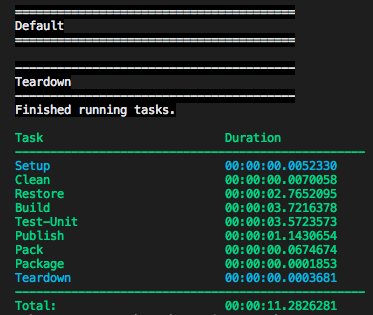 Default
Teardown
Finished running tasks.
Task Duration
Setup 00:00:00.0052330
Clean 00:00:00.0070058
Restore 00:00:02.7652095
Build 00:00:03.7216378
Test-Unit 00:00:03.5723573
Publish 00:00:01.1430654
Pack 00:00:00.0674674
Package 00:00:00.0001853
Teardown 00:00:00.0003681
Total: 00:00:11.2826281